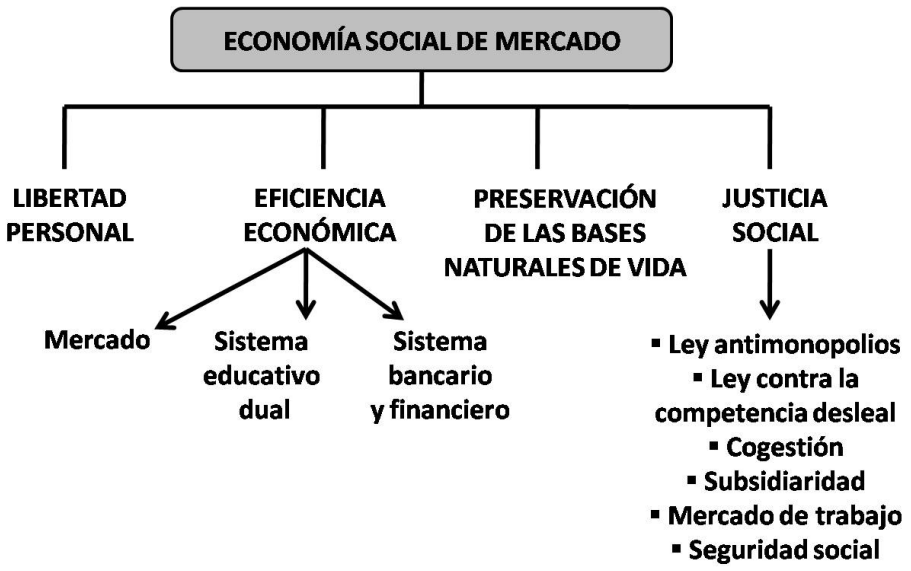 ECONOMÍA SOCIAL DE MERCADO
LIBERTAD
PERSONAL
EFICIENCIA
ECONÓMICA
PRESERVACIÓN
DE LAS BASES
NATURALES DE VIDA
JUSTICIA
SOCIAL
Mercado
Sistema
educativo
dual
Sistema
bancario
y financiero
▪ Ley antimonopolios
▪ Ley contra la
competencia desleal
▪ Cogestión
▪ Subsidiaridad
▪ Mercado de trabajo
▪ Seguridad social